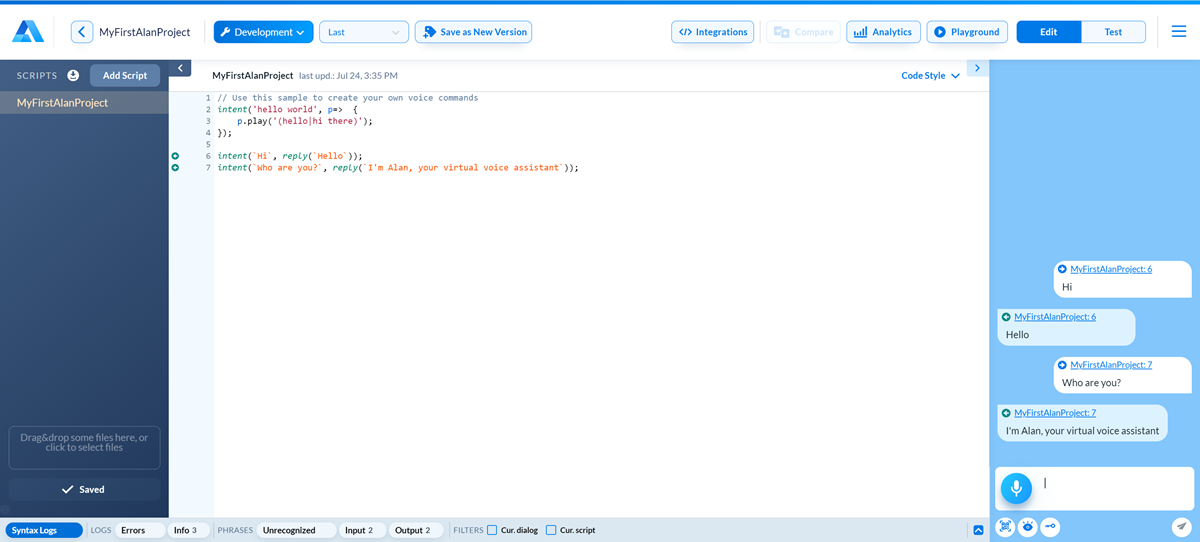 MyFirstAlanProject
Development
Last
Save as New Version
</> Integrations
Compare
Analytics
Playground
Edit
Test
SCRIPTS
Add Script
MyFirstAlanProject
MyFirstAlanProject last upd.: Jul 24, 3:35 PM
Code Style
1 // Use this sample to create your own voice commands
2 intent('hello world', p=> {
3 p.play('(hello|hi there)');
4 });
5
6 intent(`Hi`, reply(`Hello`));
7 intent(`Who are you?`, reply(`I'm Alan, your virtual voice assistant`));
MyFirstAlanProject: 6
Hi
MyFirstAlanProject: 6
Hello
MyFirstAlanProject: 7
Who are you?
MyFirstAlanProject: 7
I'm Alan, your virtual voice assistant
Drag&drop some files here, or
click to select files
Saved
Syntax Logs
LOGS
Errors
Info 3
PHRASES
Unrecognized
Input 2
Output 2
FILTERS
Cur. dialog
Cur. script